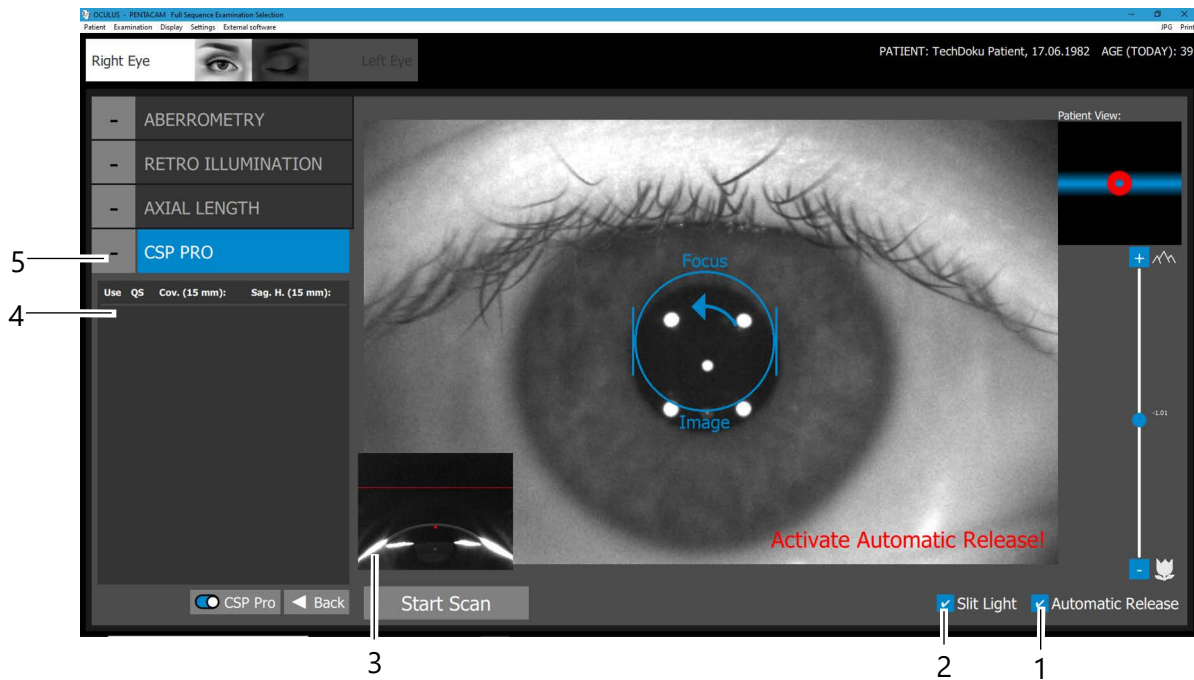 OCULUS - PENTACAM Full Sequence Examination Selection
Patient Examination Display Settings External software
JPG Print
Right Eye
Left Eye
PATIENT: TechDoku Patient, 17.06.1982 AGE (TODAY): 39
- ABERROMETRY
- RETRO ILLUMINATION
- AXIAL LENGTH
- CSP PRO
Use QS Cov. (15 mm): Sag. H. (15 mm):
Patient View:
+
Focus
Image
-1.01
Activate Automatic Release!
-
CSP Pro
Back
Start Scan
Slit Light
Automatic Release
5
4
3
2
1